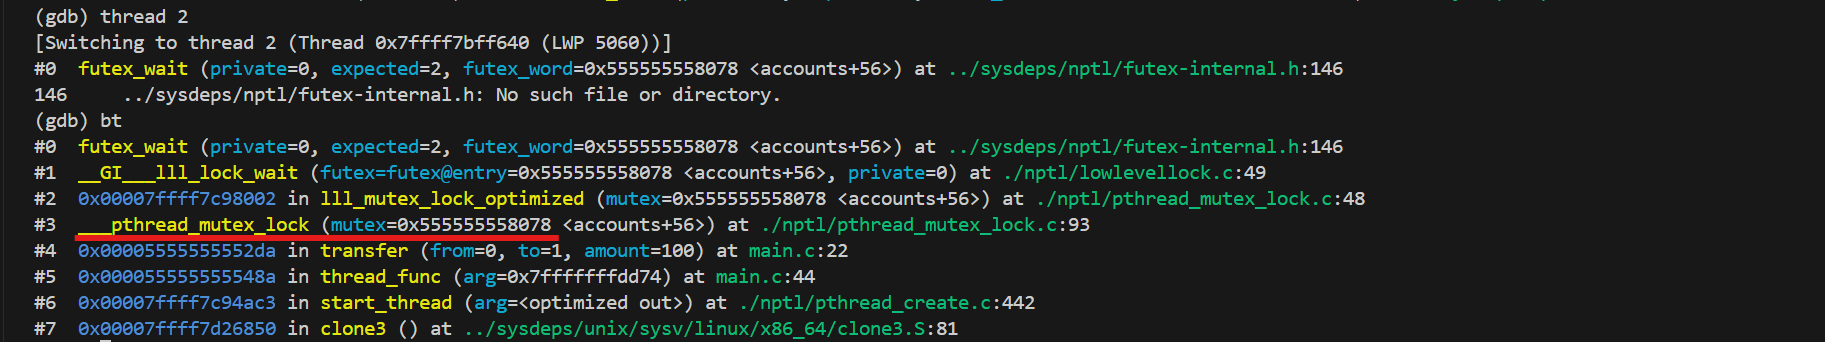 (gdb) thread 2
[Switching to thread 2 (Thread 0x7ffff7bff640 (LWP 5060))]
#0  futex_wait (private=0, expected=2, futex_word=0x555555558078 <accounts+56>) at ../sysdeps/nptl/futex-internal.h:146
146     ../sysdeps/nptl/futex-internal.h: No such file or directory.
(gdb) bt
#0  futex_wait (private=0, expected=2, futex_word=0x555555558078 <accounts+56>) at ../sysdeps/nptl/futex-internal.h:146
#1  __GI___lll_lock_wait (futex=futex@entry=0x555555558078 <accounts+56>, private=0) at ./nptl/lowlevellock.c:49
#2  0x00007ffff7c98002 in lll_mutex_lock_optimized (mutex=0x555555558078 <accounts+56>) at ./nptl/pthread_mutex_lock.c:48
#3  ___pthread_mutex_lock (mutex=0x555555558078 <accounts+56>) at ./nptl/pthread_mutex_lock.c:93
#4  0x00005555555552da in transfer (from=0, to=1, amount=100) at main.c:22
#5  0x000055555555548a in thread_func (arg=0x7fffffffdd74) at main.c:44
#6  0x00007ffff7c94ac3 in start_thread (arg=<optimized out>) at ./nptl/pthread_create.c:442
#7  0x00007ffff7d26850 in clone3 () at ../sysdeps/unix/sysv/linux/x86_64/clone3.S:81